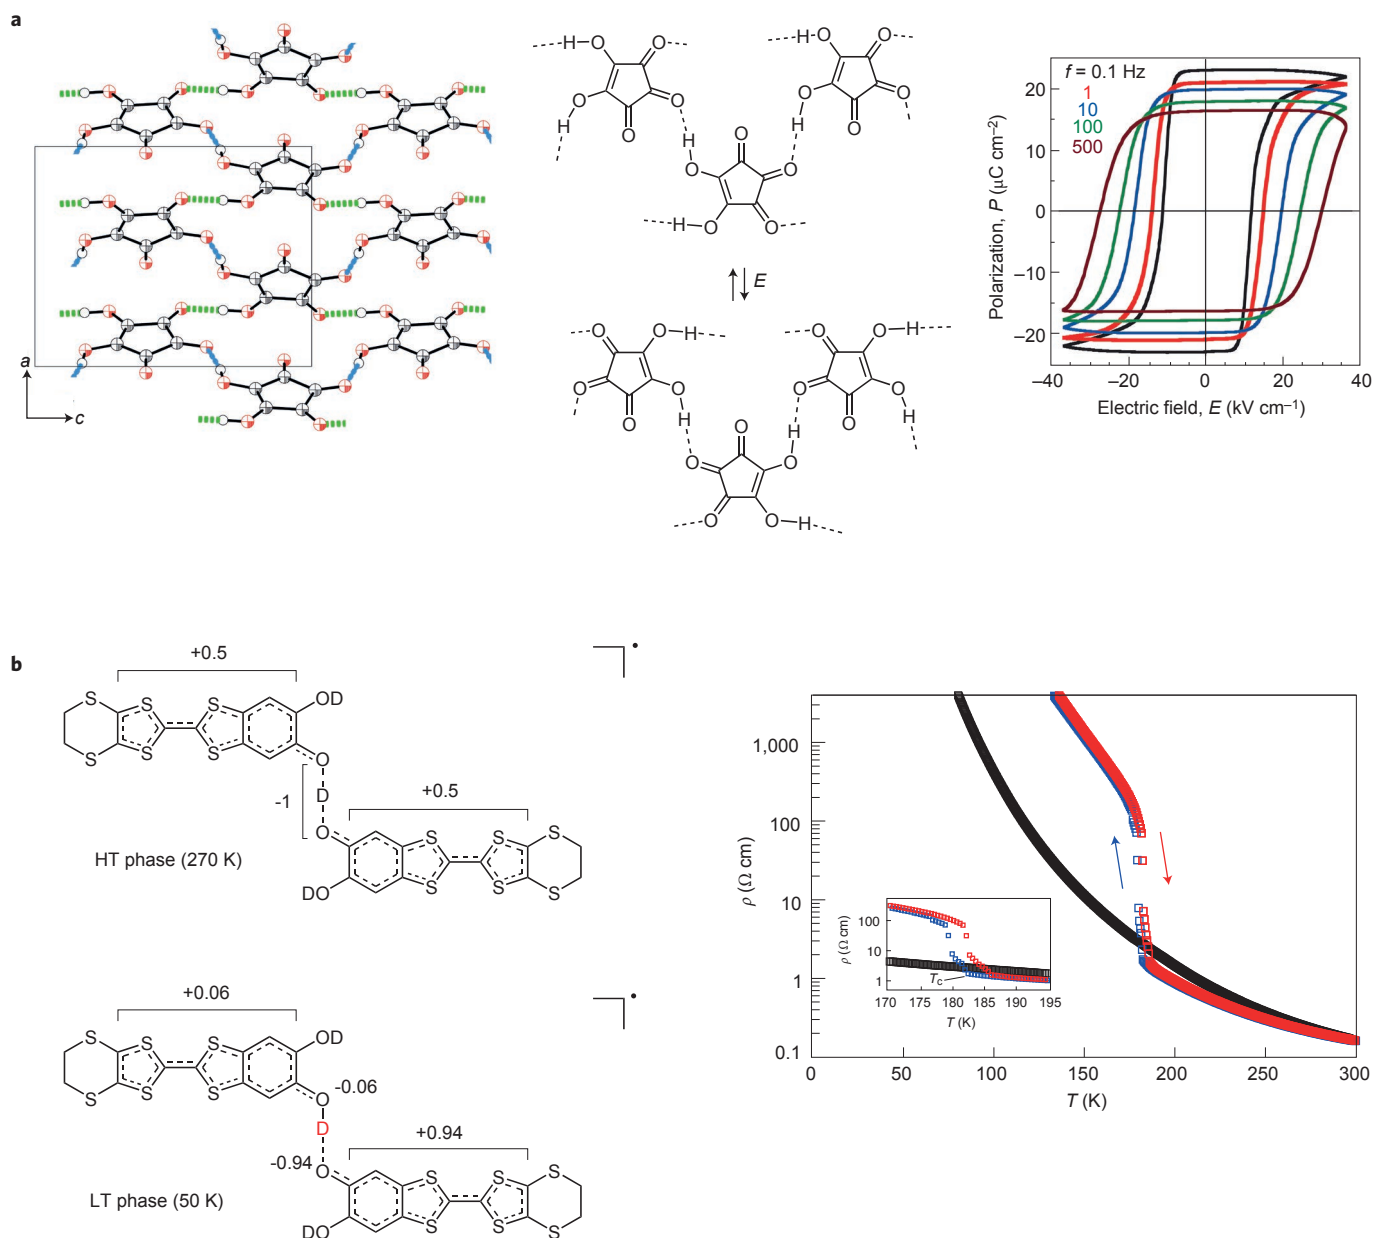 a
a
c
H O O
H O O
O O
O O
H
H
H
O
O
O
O
O
O
H O O
E
O O H
O O H
O O
O O
O
O
H
H
H
O
O
O
O
O H
f = 0.1 Hz
1
10
100
500
20
10
0
−10
−20
−40
−20
0
20
40
Polarization, P (μC cm−2)
Electric field, E (kV cm−1)
b
+0.5
S S S OD
S S S O
-1
D
+0.5
O S S S
DO S S S
HT phase (270 K)
+0.06
S S S OD
S S S O
-0.06
D
+0.94
-0.94
O S S S
DO S S S
LT phase (50 K)
1,000
100
10
1
0.1
ρ (Ω cm)
0 50 100 150 200 250 300
T (K)
100
10
1
ρ (Ω cm)
Tc
170 175 180 185 190 195
T (K)